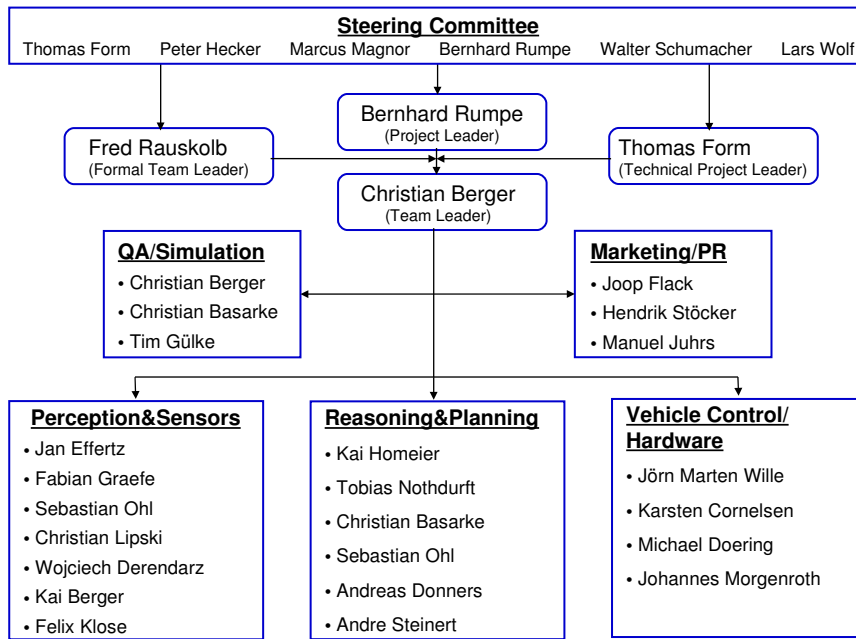 Steering Committee
Thomas Form Peter Hecker Marcus Magnor Bernhard Rumpe Walter Schumacher Lars Wolf
Bernhard Rumpe
(Project Leader)
Fred Rauskolb
(Formal Team Leader)
Thomas Form
(Technical Project Leader)
Christian Berger
(Team Leader)
QA/Simulation
• Christian Berger
• Christian Basarke
• Tim Gülke
Marketing/PR
• Joop Flack
• Hendrik Stöcker
• Manuel Juhrs
Perception&Sensors
• Jan Effertz
• Fabian Graefe
• Sebastian Ohl
• Christian Lipski
• Wojciech Derendarz
• Kai Berger
• Felix Klose
Reasoning&Planning
• Kai Homeier
• Tobias Nothdurft
• Christian Basarke
• Sebastian Ohl
• Andreas Donners
• Andre Steinert
Vehicle Control/
Hardware
• Jörn Marten Wille
• Karsten Cornelsen
• Michael Doering
• Johannes Morgenroth